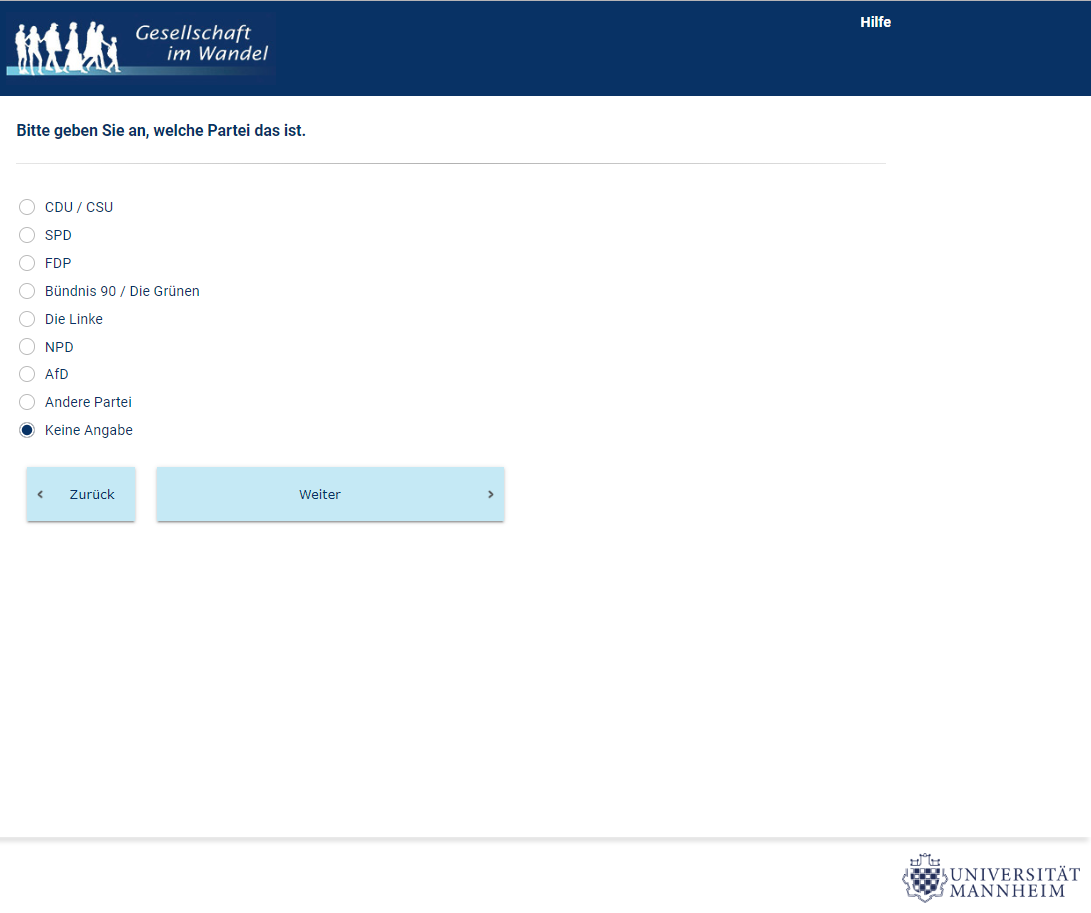 Gesellschaft
im Wandel
Hilfe
Bitte geben Sie an, welche Partei das ist.
CDU / CSU
SPD
FDP
Bündnis 90 / Die Grünen
Die Linke
NPD
AfD
Andere Partei
Keine Angabe
Zurück
Weiter
UNIVERSITÄT
MANNHEIM